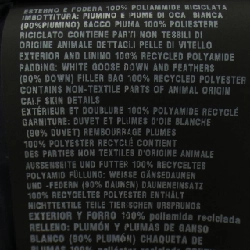 ESTERNO E FODERA 100% POLIAMMIDE RICICLATA
IMBOTTITURA: PIUMINO E PIUME DI OCA BIANCA
(90%PIUMINO) SACCO PIUMA 100% POLIESTERE
RICICLATO CONTIENE PARTI NON TESSILI DI
ORIGINE ANIMALE DETTAGLI PELLE DI VITELLO
EXTERIOR AND LINING 100% RECYCLED POLYAMIDE
PADDING: WHITE GOOSE DOWN AND FEATHERS
(90% DOWN) FILLER BAG 100% RECYCLED POLYESTER
CONTAINS NON-TEXTILE PARTS OF ANIMAL ORIGIN
CALF SKIN DETAILS
EXTÉRIEUR ET DOUBLURE 100% POLYAMIDE RECYCLÉ
GARNITURE: DUVET ET PLUMES D'OIE BLANCHE
(90% DUVET) REMBOURRAGE PLUMES
100% POLYESTER RECYCLÉ CONTIENT
DES PARTIES NON TEXTILES D'ORIGINE ANIMALE
AUSSENSEITE UND FUTTER 100% RECYCELTES
POLYAMID FÜLLUNG: WEISSE GÄNSEDAUNEN
UND -FEDERN (90% DAUNEN) DAUNENEINSATZ
100% RECYCELTES POLYESTER ENTHÄLT
NICHTTEXTILE TEILE TIERISCHEN URSPRUNGS
EXTERIOR Y FORRO 100% poliamida reciclada
RELLENO: PLUMÓN Y PLUMAS DE GANSO
BLANCO (90% PLUMÓN) CHAQUETA DE
PLUMAS 100%